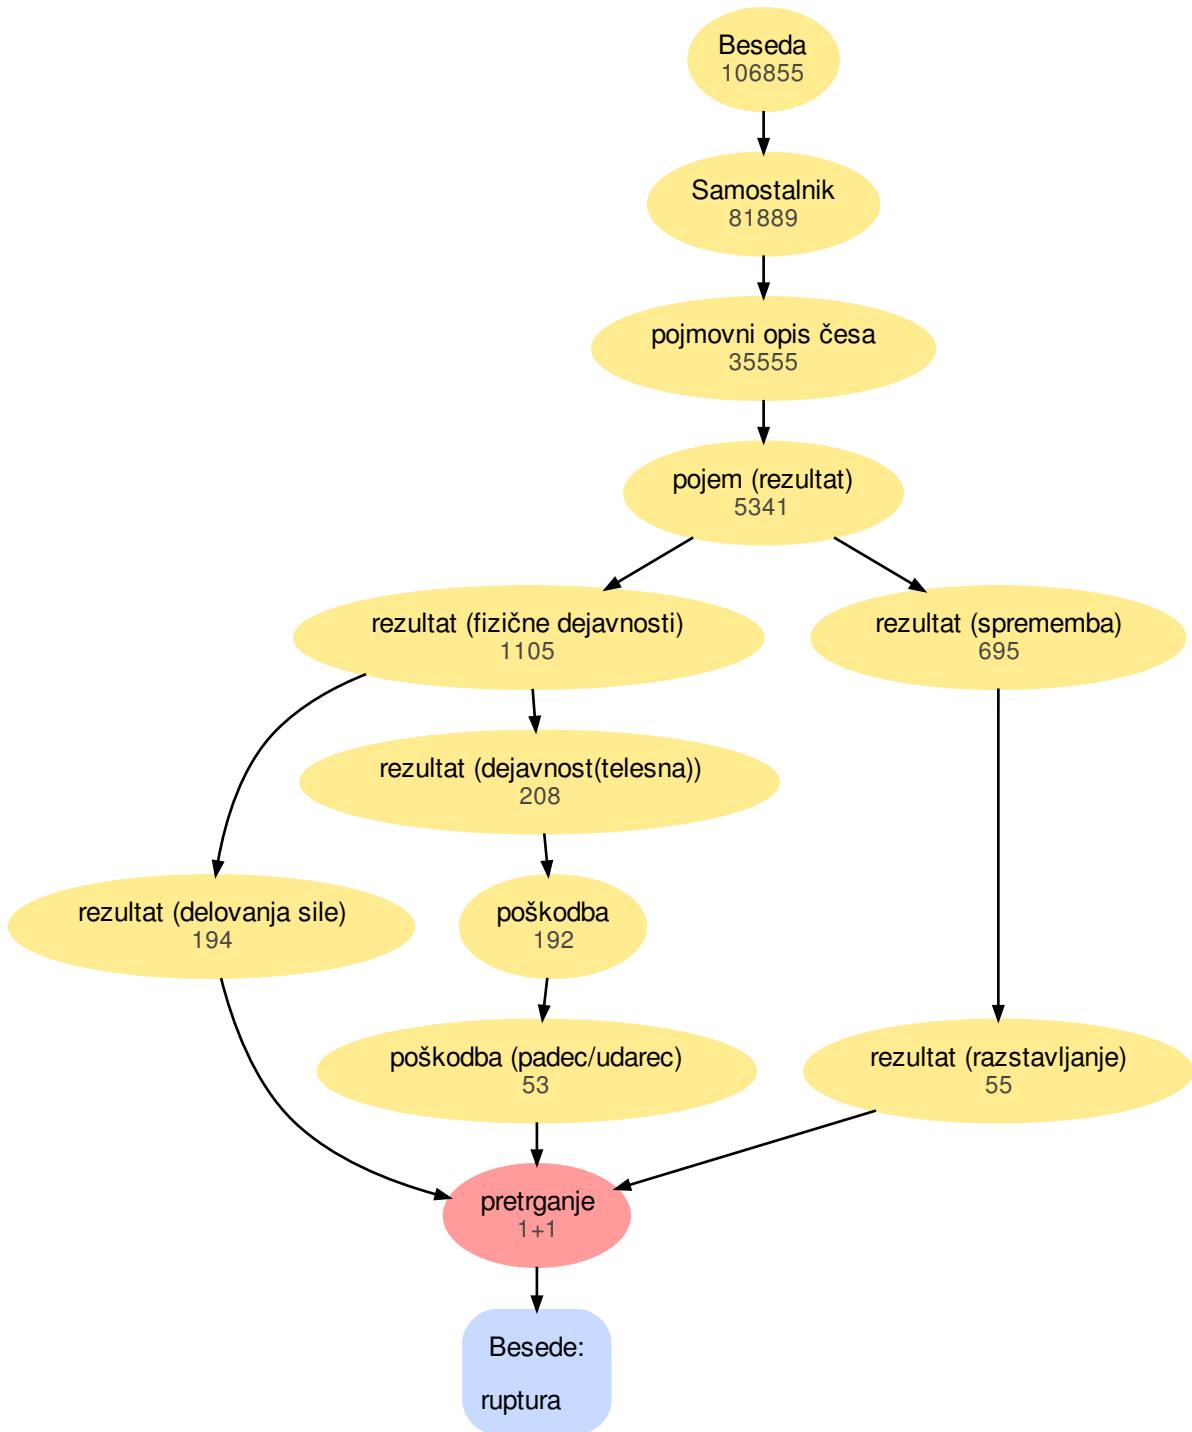 Beseda
106855
Samostalnik
81889
pojmovni opis česa
35555
pojem (rezultat)
5341
rezultat (fizične dejavnosti)
1105
rezultat (sprememba)
695
rezultat (dejavnost(telesna))
208
rezultat (delovanja sile)
194
poškodba
192
poškodba (padec/udarec)
53
rezultat (razstavljanje)
55
pretrganje
1+1
Besede:
ruptura